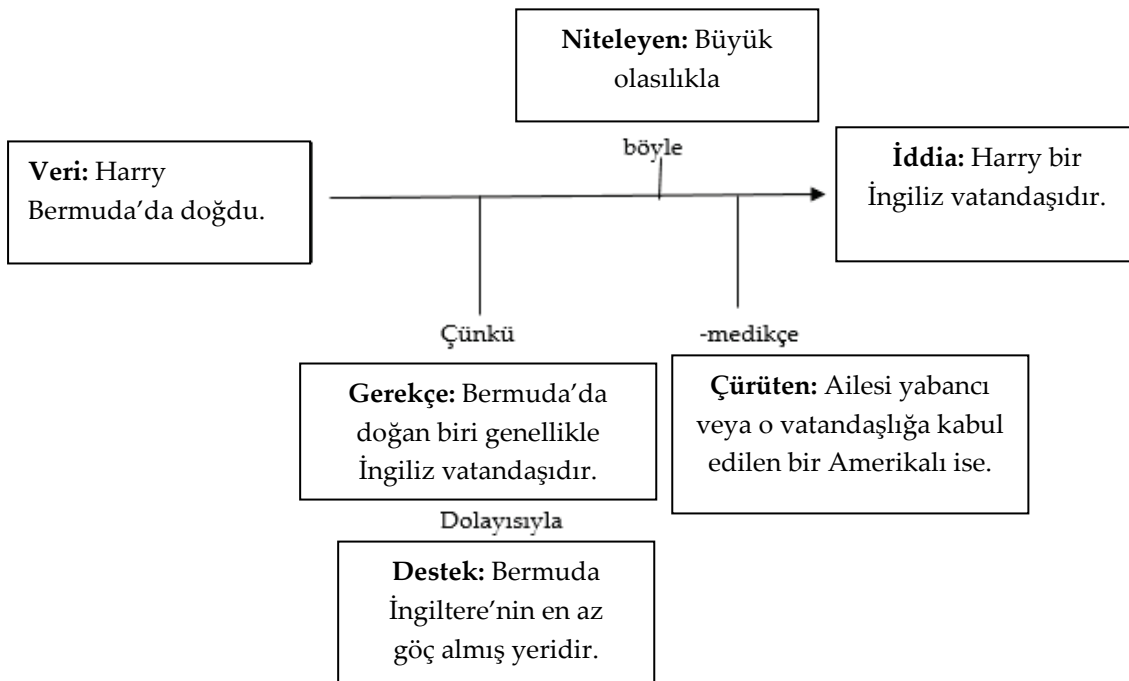 Niteleyen: Büyük
olasılıkla
böyle
Veri: Harry
Bermuda’da doğdu.
İddia: Harry bir
İngiliz vatandaşıdır.
Çünkü
-medikçe
Gerekçe: Bermuda’da
doğan biri genellikle
İngiliz vatandaşıdır.
Çürüten: Ailesi yabancı
veya o vatandaşlığa kabul
edilen bir Amerikalı ise.
Dolayısıyla
Destek: Bermuda
İngiltere’nin en az
göç almış yeridir.